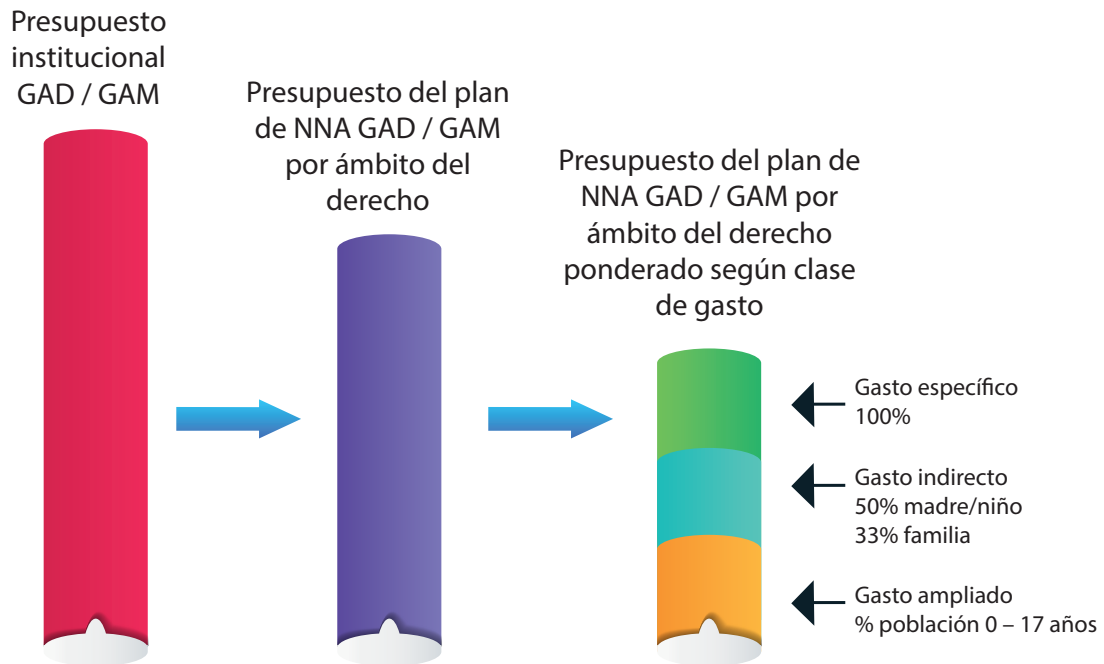 Presupuesto
institucional
GAD / GAM
Presupuesto del plan
de NNA GAD / GAM
por ámbito del
derecho
Presupuesto del plan de
NNA GAD / GAM por
ámbito del derecho
ponderado según clase
de gasto
Gasto específico
100%
Gasto indirecto
50% madre/niño
33% familia
Gasto ampliado
% población 0 – 17 años